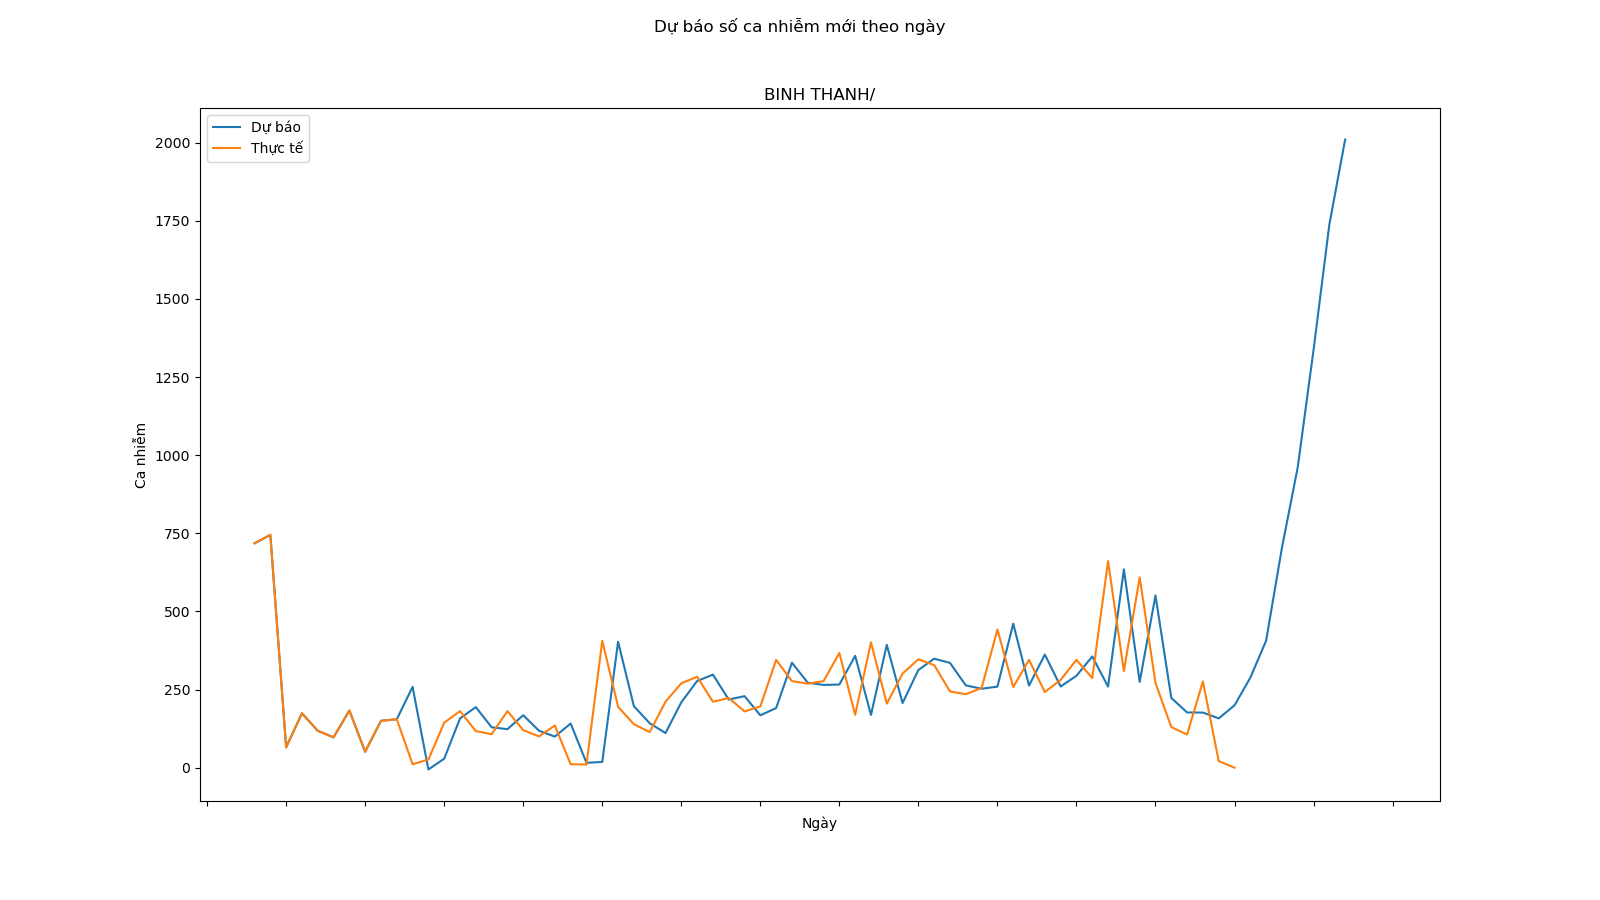 Dự báo số ca nhiễm mới theo ngày
BINH THANH/
Dự báo
Thực tế
2000
1750
1500
1250
1000
750
500
250
0
Ca nhiễm
Ngày